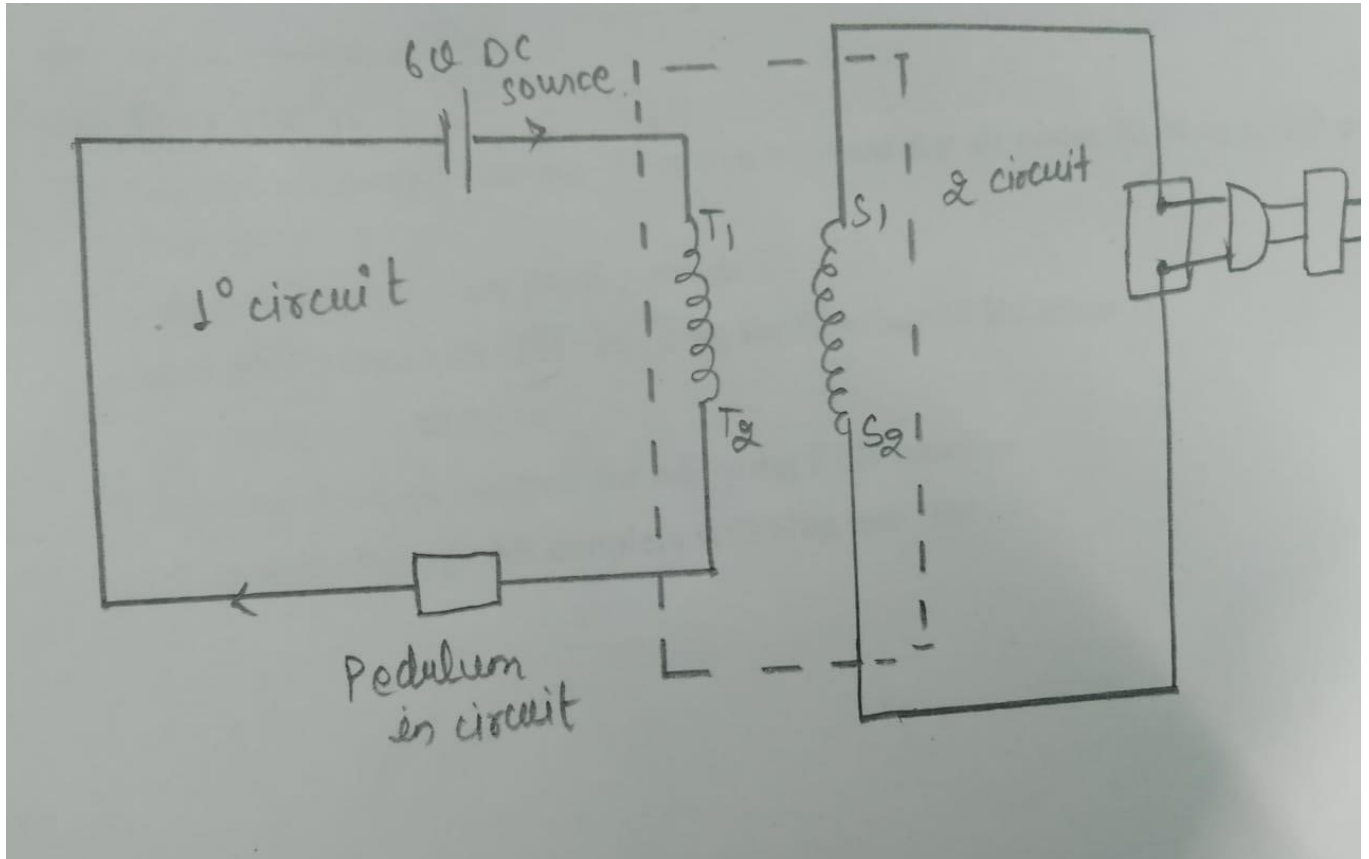 6V DC
source
1° circuit
T1
T2
S1
S2
2 circuit
Pedulum
in circuit